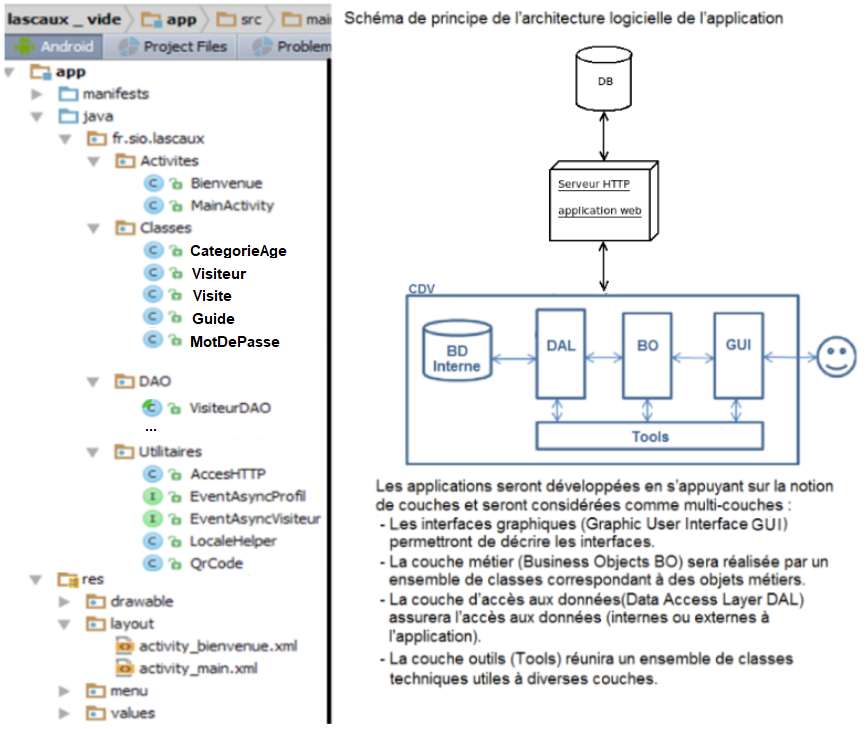 lascaux _ vide app src mai
Android Project Files Problem
app
manifests
java
fr.sio.lascaux
Activites
C Bienvenue
C MainActivity
Classes
C CategorieAge
C Visiteur
C Visite
C Guide
C MotDePasse
DAO
C VisiteurDAO
...
Utilitaires
C AccesHTTP
I EventAsyncProfil
I EventAsyncVisiteur
C LocaleHelper
C QrCode
res
drawable
layout
activity_bienvenue.xml
activity_main.xml
menu
values
Schéma de principe de l'architecture logicielle de l'application
DB
Serveur HTTP
application web
CDV
BD
Interne
DAL
BO
GUI
Tools
Les applications seront développées en s'appuyant sur la notion
de couches et seront considérées comme multi-couches :
- Les interfaces graphiques (Graphic User Interface GUI)
permettront de décrire les interfaces.
- La couche métier (Business Objects BO) sera réalisée par un
ensemble de classes correspondant à des objets métiers.
- La couche d'accès aux données(Data Access Layer DAL)
assurera l'accès aux données (internes ou externes à
l'application).
- La couche outils (Tools) réunira un ensemble de classes
techniques utiles à diverses couches.